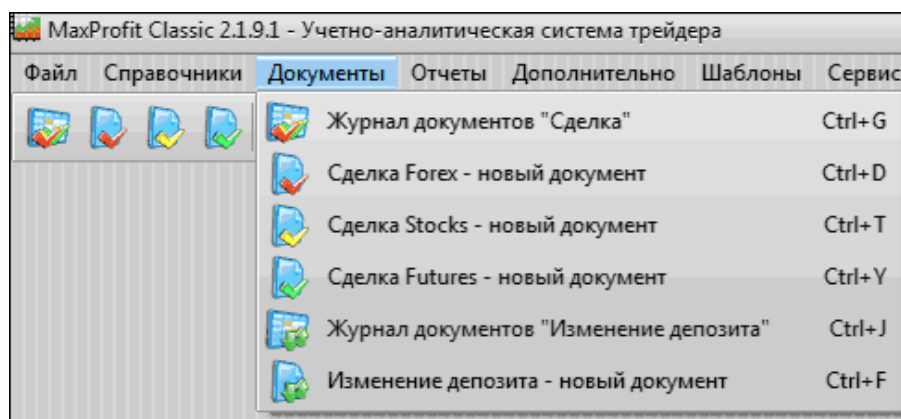 MaxProfit Classic 2.1.9.1 - Учетно-аналитическая система трейдера
Файл Справочники Документы Отчеты Дополнительно Шаблоны Сервис
Журнал документов "Сделка" Ctrl+G
Сделка Forex - новый документ Ctrl+D
Сделка Stocks - новый документ Ctrl+T
Сделка Futures - новый документ Ctrl+Y
Журнал документов "Изменение депозита" Ctrl+J
Изменение депозита - новый документ Ctrl+F